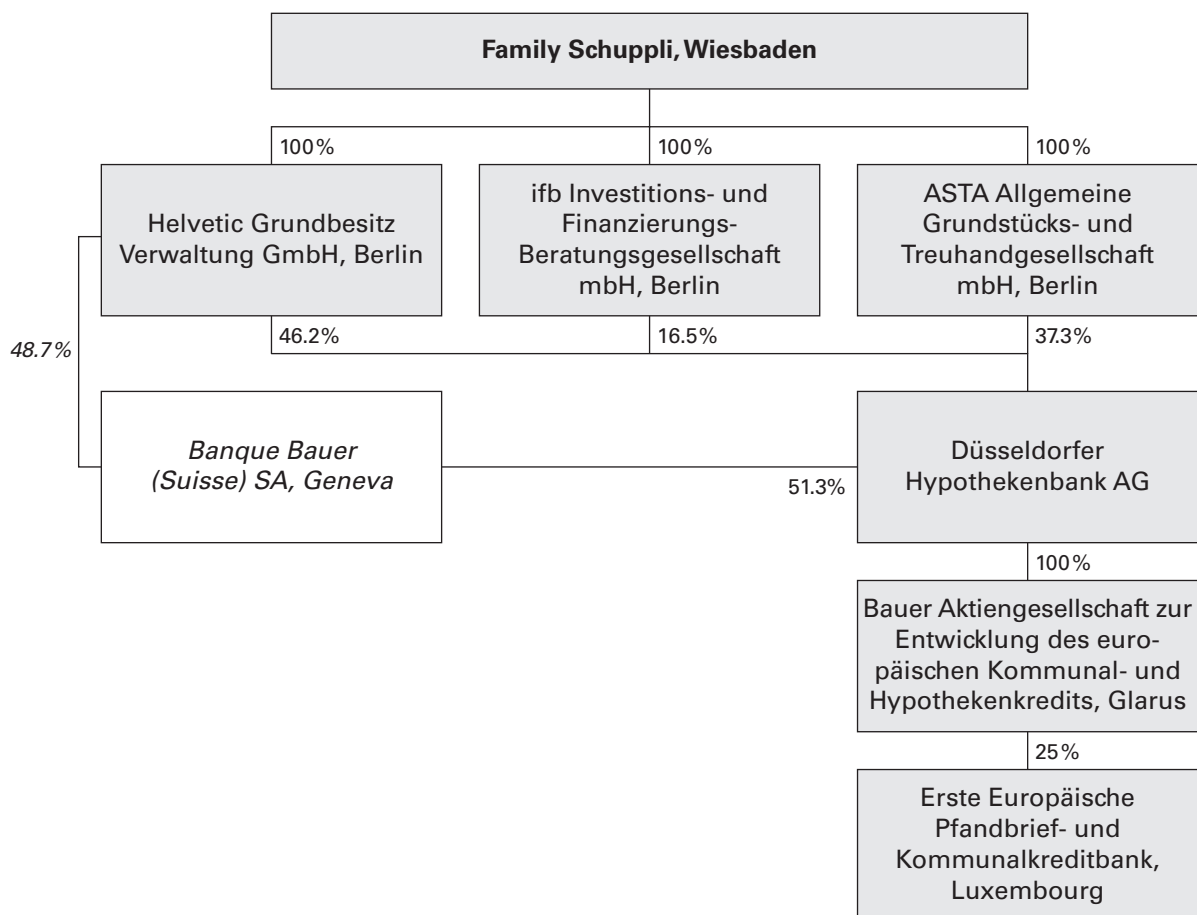 Family Schuppli, Wiesbaden
100%
100%
100%
Helvetic Grundbesitz
Verwaltung GmbH, Berlin
ifb Investitions- und
Finanzierungs-
Beratungsgesellschaft
mbH, Berlin
ASTA Allgemeine
Grundstücks- und
Treuhandgesellschaft
mbH, Berlin
46.2%
16.5%
37.3%
48.7%
Banque Bauer
(Suisse) SA, Geneva
51.3%
Düsseldorfer
Hypothekenbank AG
100%
Bauer Aktiengesellschaft zur
Entwicklung des euro-
päischen Kommunal- und
Hypothekenkredits, Glarus
25%
Erste Europäische
Pfandbrief- und
Kommunalkreditbank,
Luxembourg